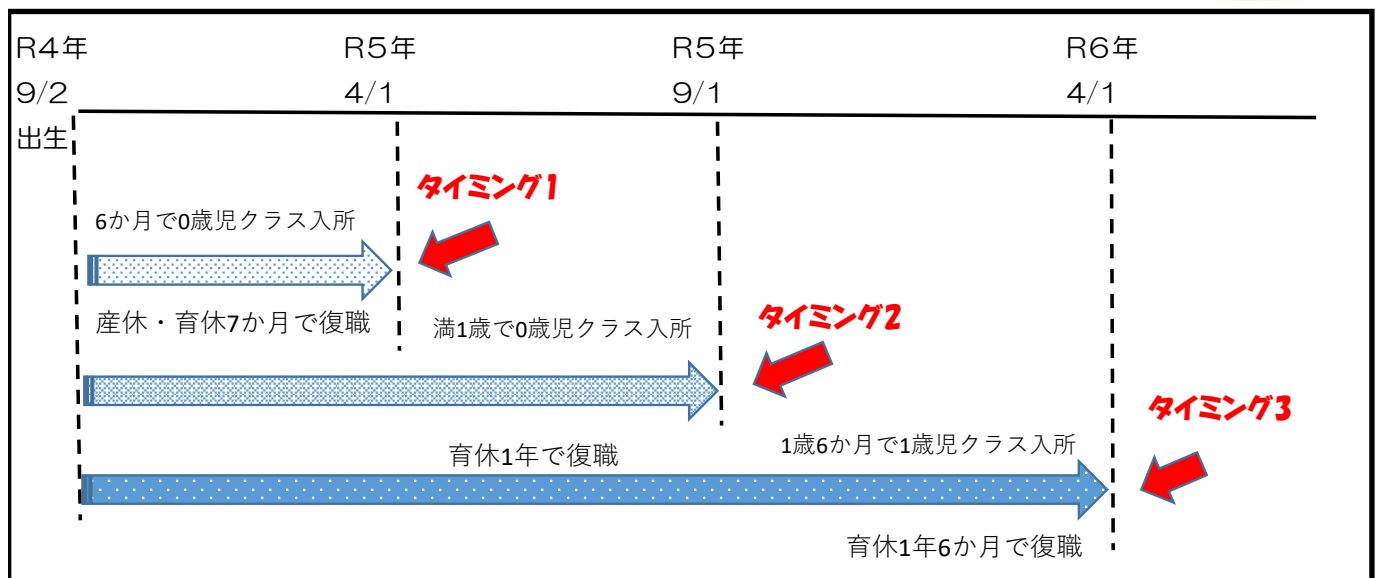 R4年 R5年 R5年 R6年
9/2 4/1 9/1 4/1
出生
タイミング1
6か月で0歳児クラス入所
産休・育休7か月で復職
タイミング2
満1歳で0歳児クラス入所
タイミング3
育休1年で復職
1歳6か月で1歳児クラス入所
育休1年6か月で復職